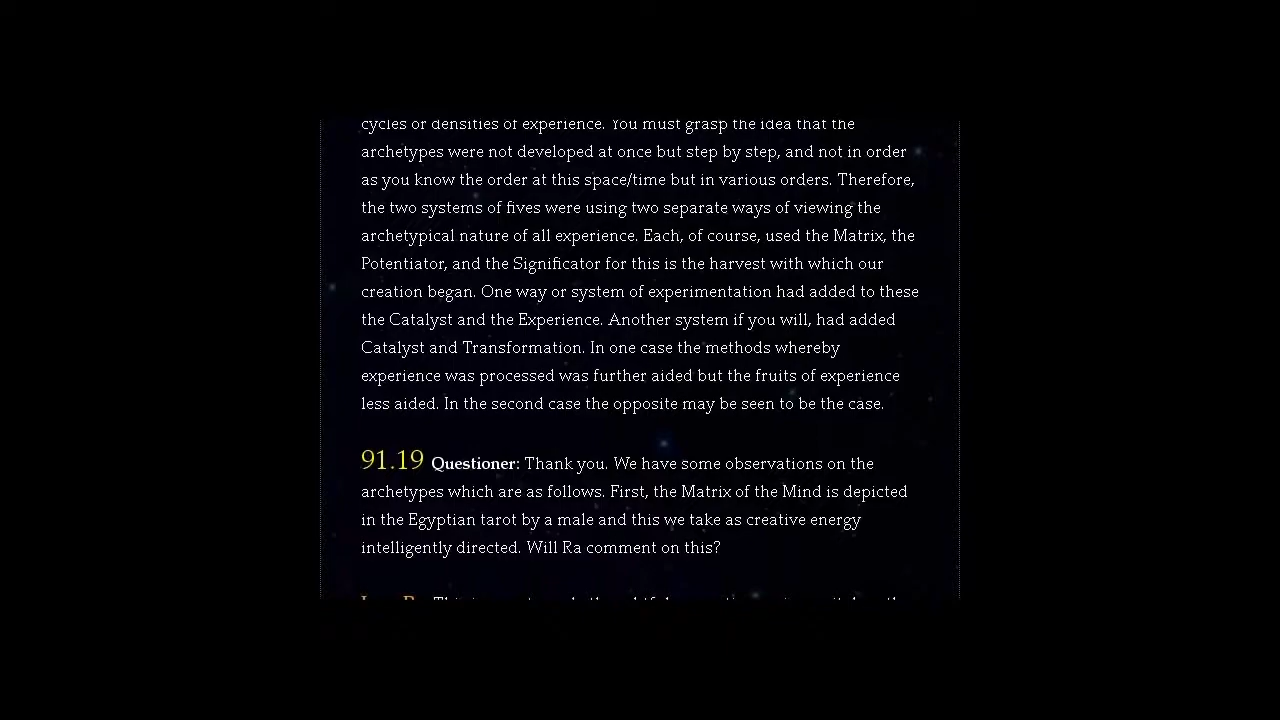 cycles or densities of experience. You must grasp the idea that the
archetypes were not developed at once but step by step, and not in order
as you know the order at this space/time but in various orders. Therefore,
the two systems of fives were using two separate ways of viewing the
archetypical nature of all experience. Each, of course, used the Matrix, the
Potentiator, and the Significator for this is the harvest with which our
creation began. One way or system of experimentation had added to these
the Catalyst and the Experience. Another system if you will, had added
Catalyst and Transformation. In one case the methods whereby
experience was processed was further aided but the fruits of experience
less aided. In the second case the opposite may be seen to be the case.
91.19 Questioner: Thank you. We have some observations on the
archetypes which are as follows. First, the Matrix of the Mind is depicted
in the Egyptian tarot by a male and this we take as creative energy
intelligently directed. Will Ra comment on this?